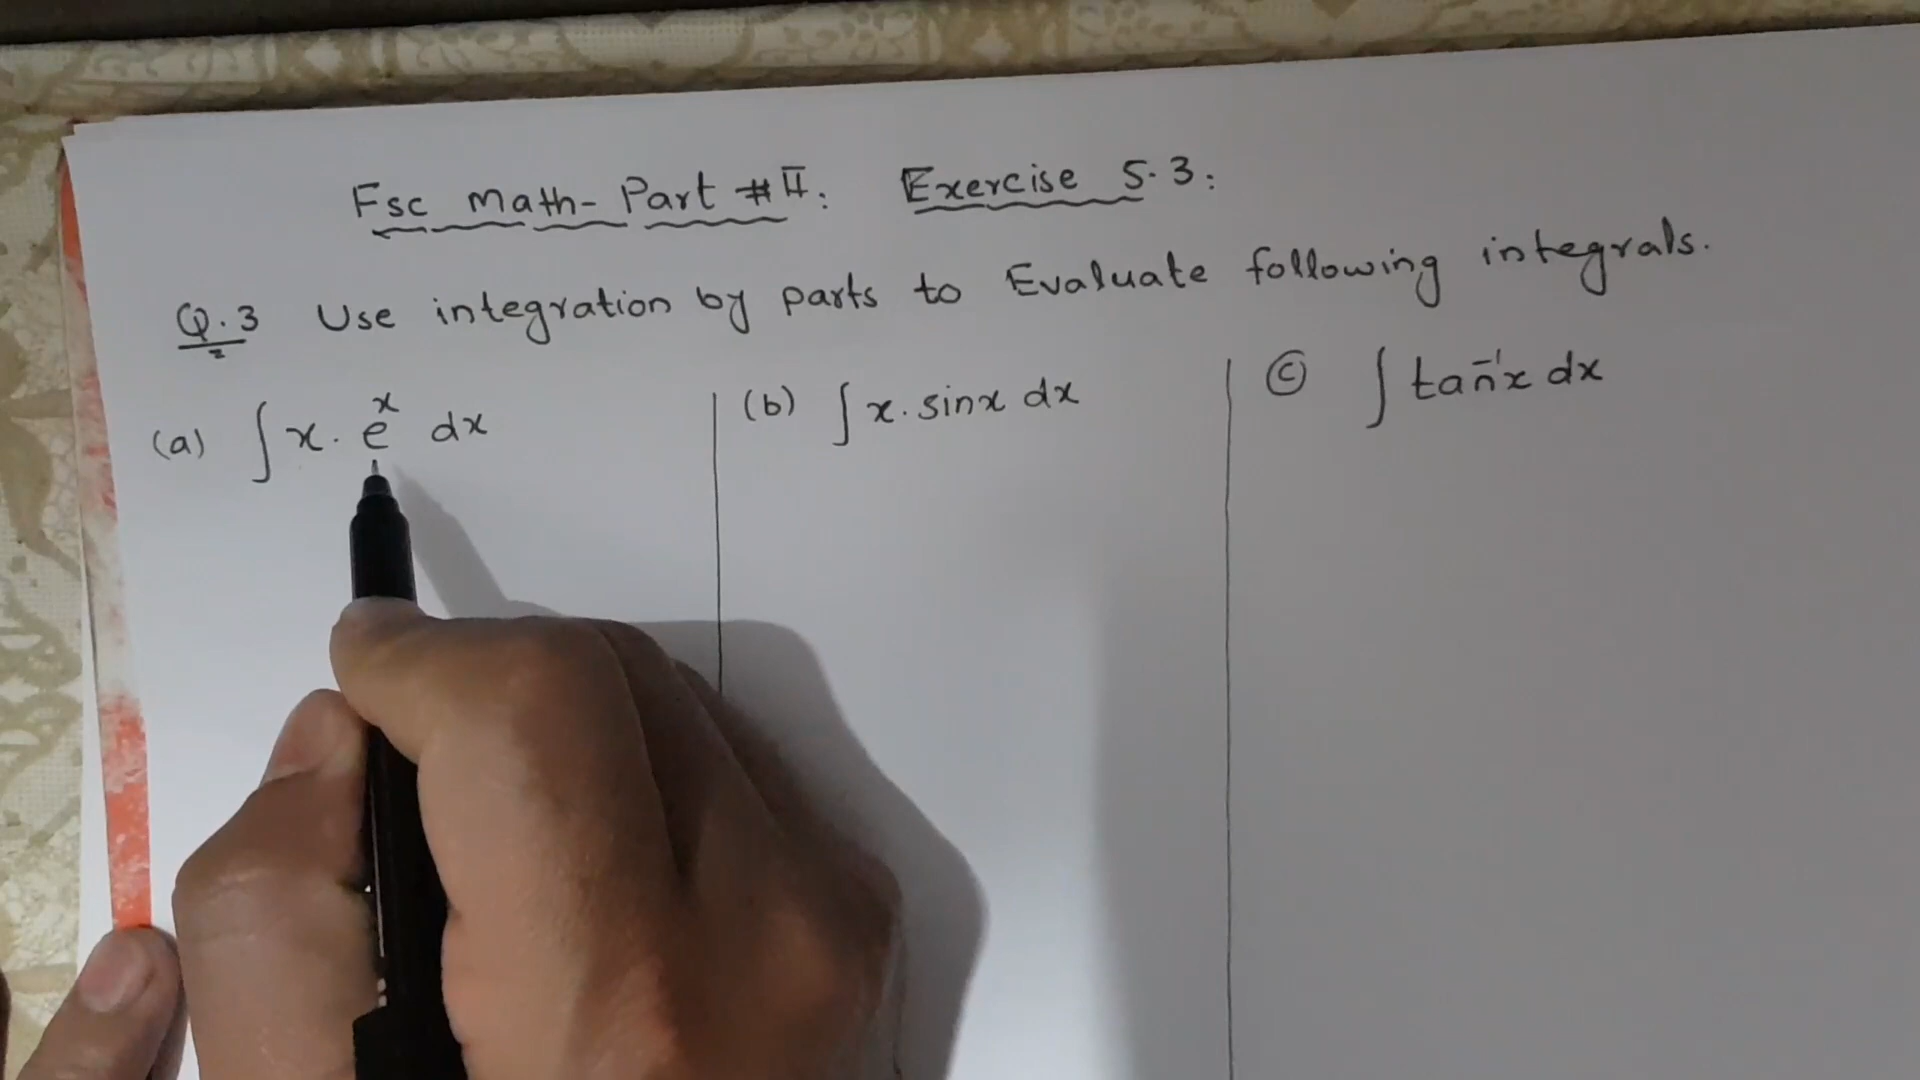 Fsc Math- Part #II: Exercise 5.3:
Q.3 Use integration by parts to Evaluate following integrals.
(a) ∫ x. eˣ dx
(b) ∫ x. sinx dx
© ∫ tan⁻¹x dx